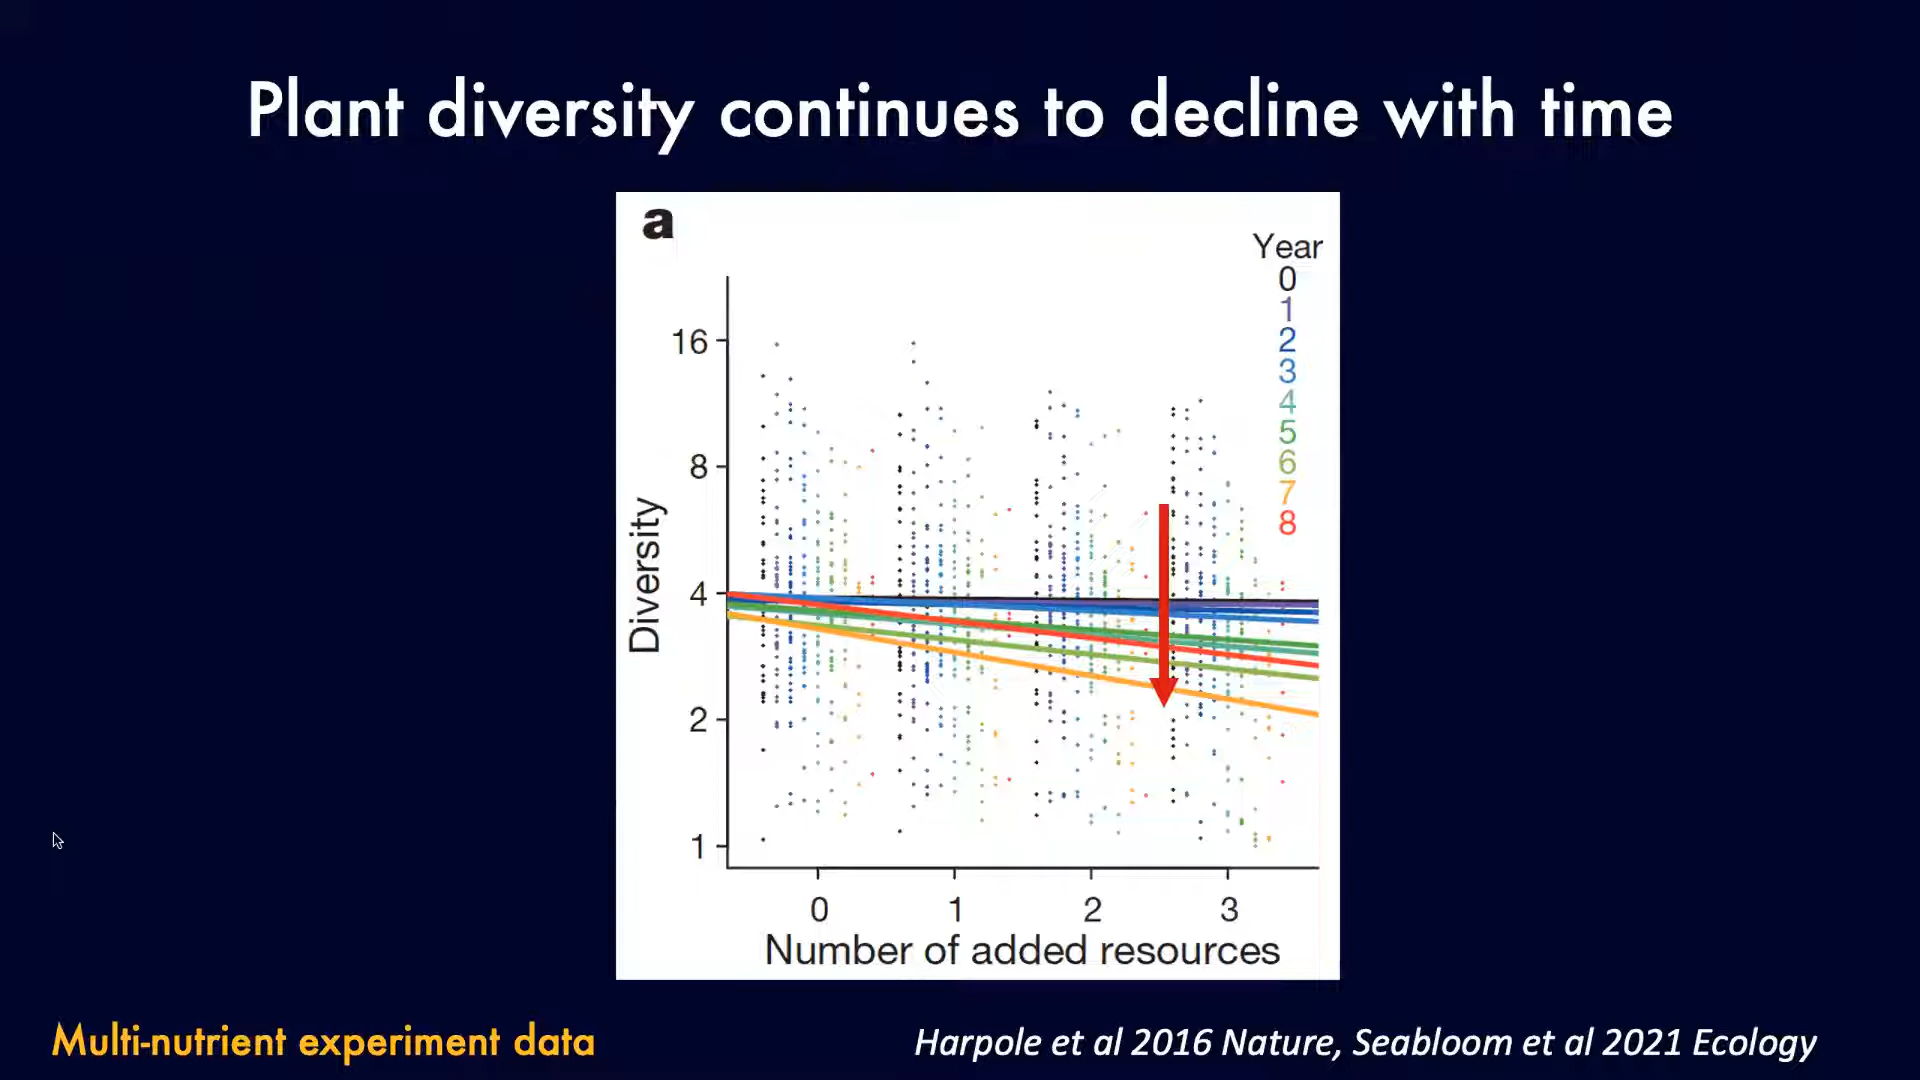 Plant diversity continues to decline with time
a
Year
0
1
2
3
4
5
6
7
8
16
8
4
2
1
Diversity
0 1 2 3
Number of added resources
Multi-nutrient experiment data
Harpole et al 2016 Nature, Seabloom et al 2021 Ecology